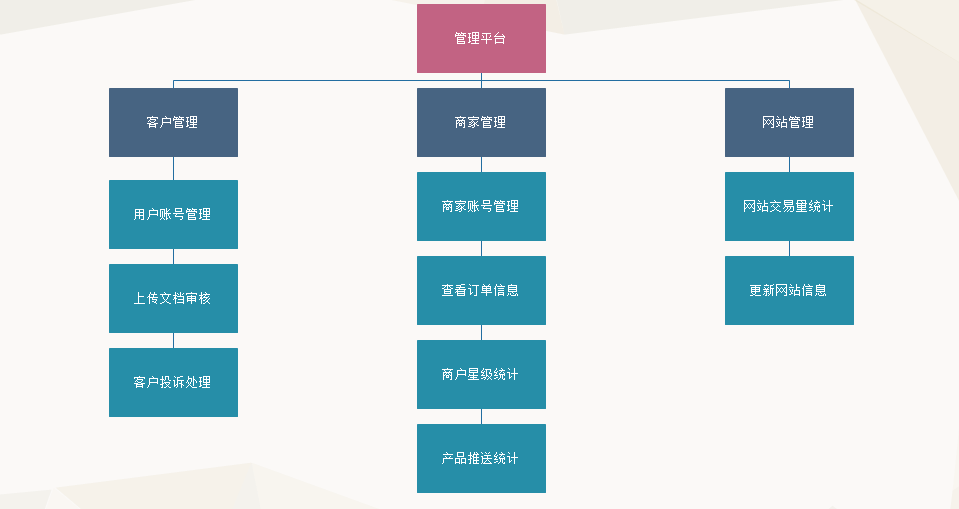 管理平台
客户管理
商家管理
网站管理
用户账号管理
商家账号管理
网站交易量统计
上传文档审核
查看订单信息
更新网站信息
客户投诉处理
商户星级统计
产品推送统计